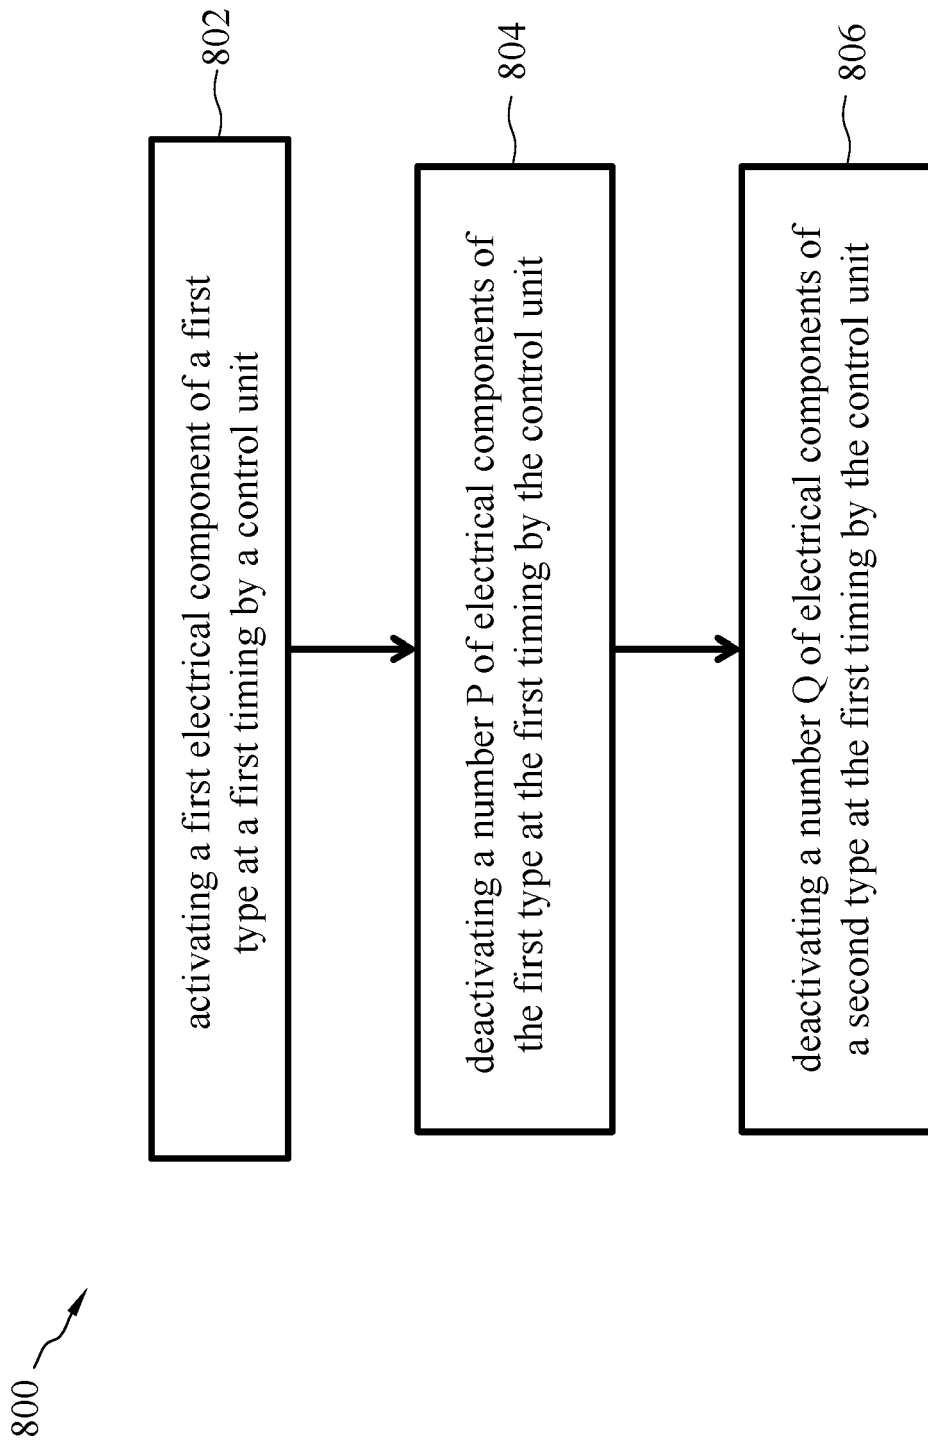 800
802
activating a first electrical component of a first
type at a first timing by a control unit
804
deactivating a number P of electrical components of
the first type at the first timing by the control unit
806
deactivating a number Q of electrical components of
a second type at the first timing by the control unit